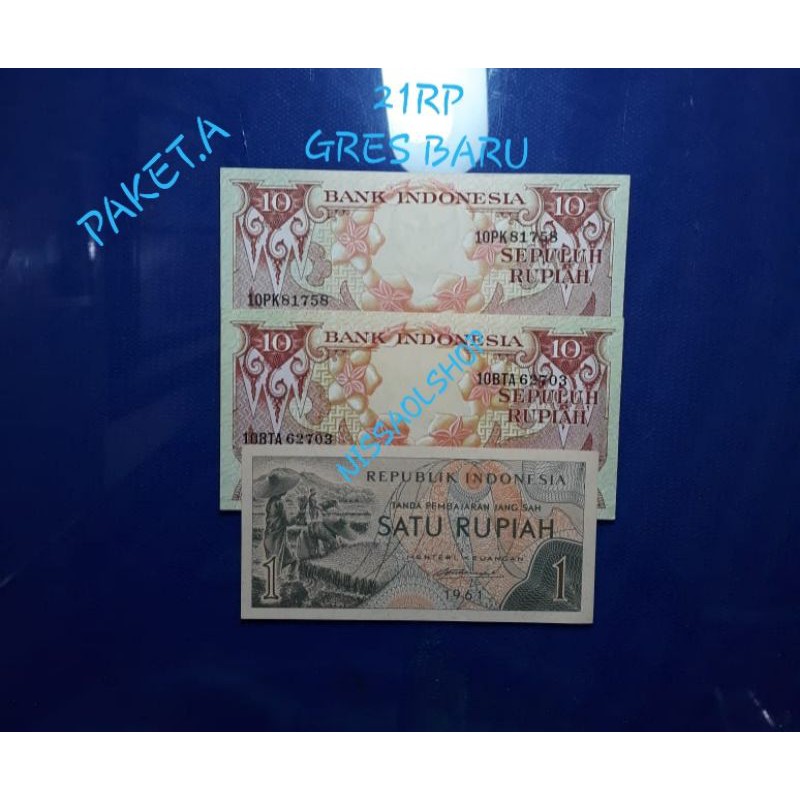 21RP
GRES BARU
PAKET.A
10 BANK INDONESIA 10
10PK81758
SEPULUH
RUPIAH
10PK81758
10 BANK INDONESIA 10
10BTA 62703
SEPULUH
RUPIAH
10BTA 62703
NISSAOLSHOP
REPUBLIK INDONESIA
TANDA PEMBAJARAN JANG SAH
SATU RUPIAH
MENTERI KEUANGAN
1 1961 1